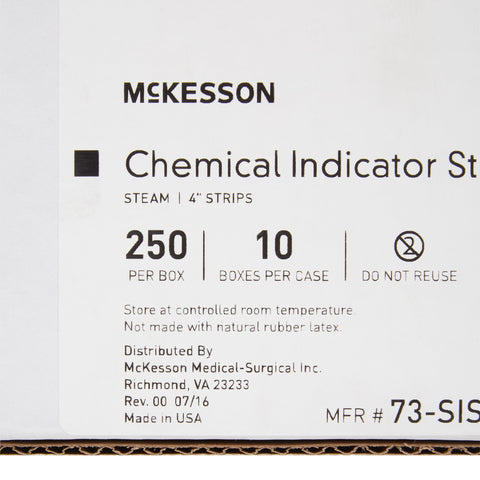 McKESSON
Chemical Indicator St
STEAM | 4" STRIPS
250 PER BOX | 10 BOXES PER CASE | DO NOT REUSE
Store at controlled room temperature.
Not made with natural rubber latex.
Distributed By
McKesson Medical-Surgical Inc.
Richmond, VA 23233
Rev. 00 07/16
Made in USA
MFR # 73-SIS